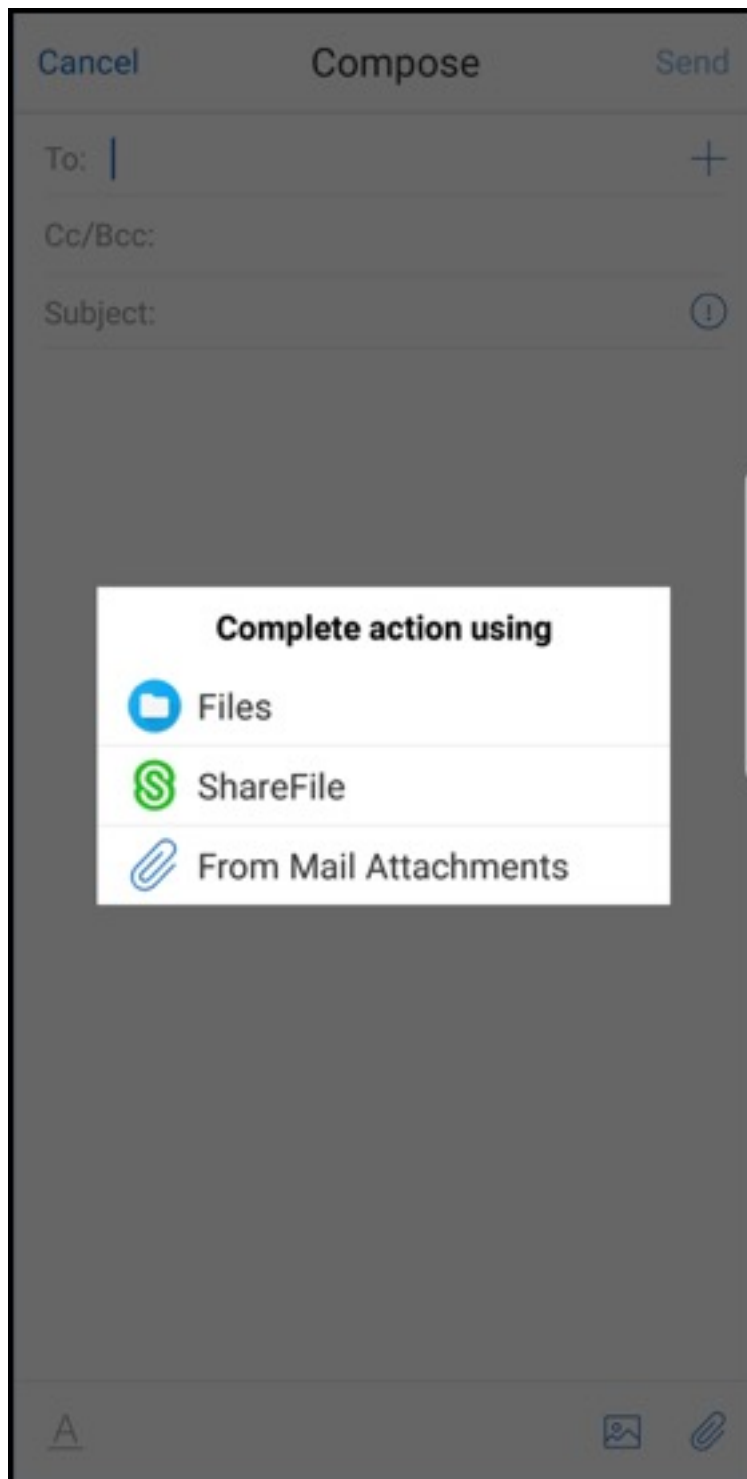 Cancel Compose Send
To:
Cc/Bcc:
Subject:
Complete action using
Files
ShareFile
From Mail Attachments
A